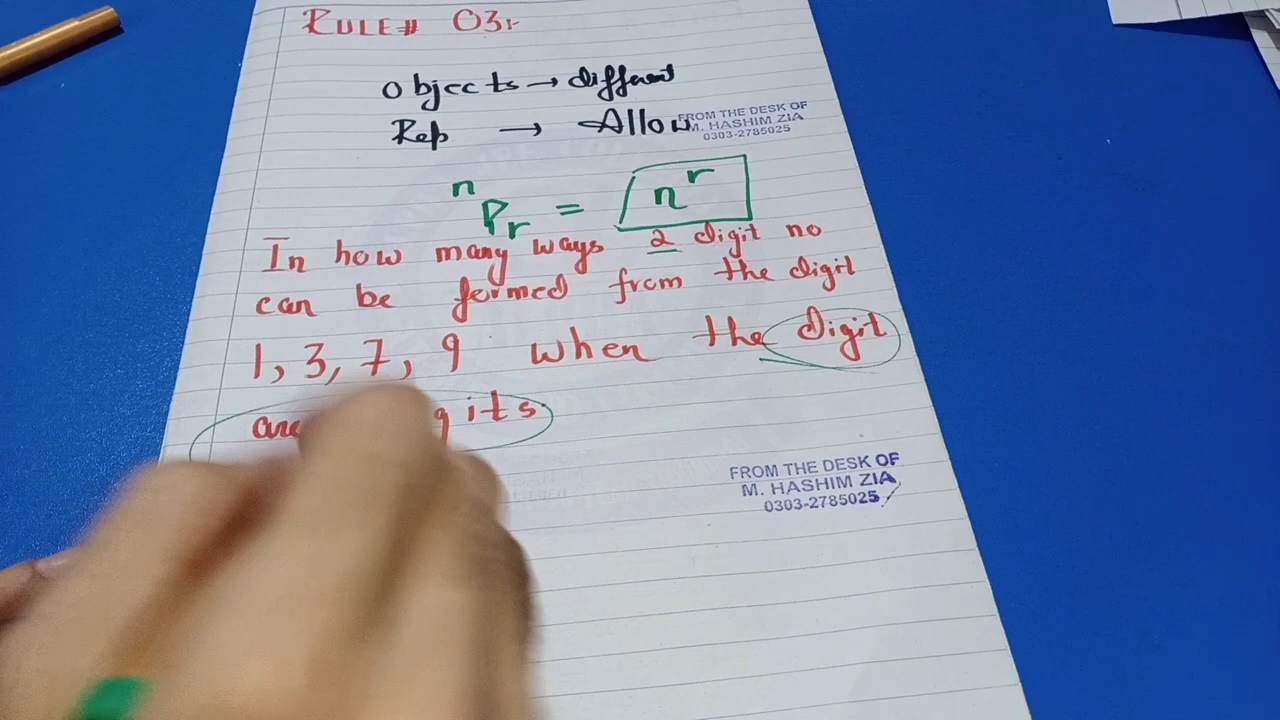 RULE# 03:-
Objects → different
Rep → Allow
FROM THE DESK OF
M. HASHIM ZIA
0303-2785025
nPr = n^r
In how many ways 2 digit no
can be formed from the digit
1, 3, 7, 9 when the digit
are gits
FROM THE DESK OF
M. HASHIM ZIA
0303-2785025